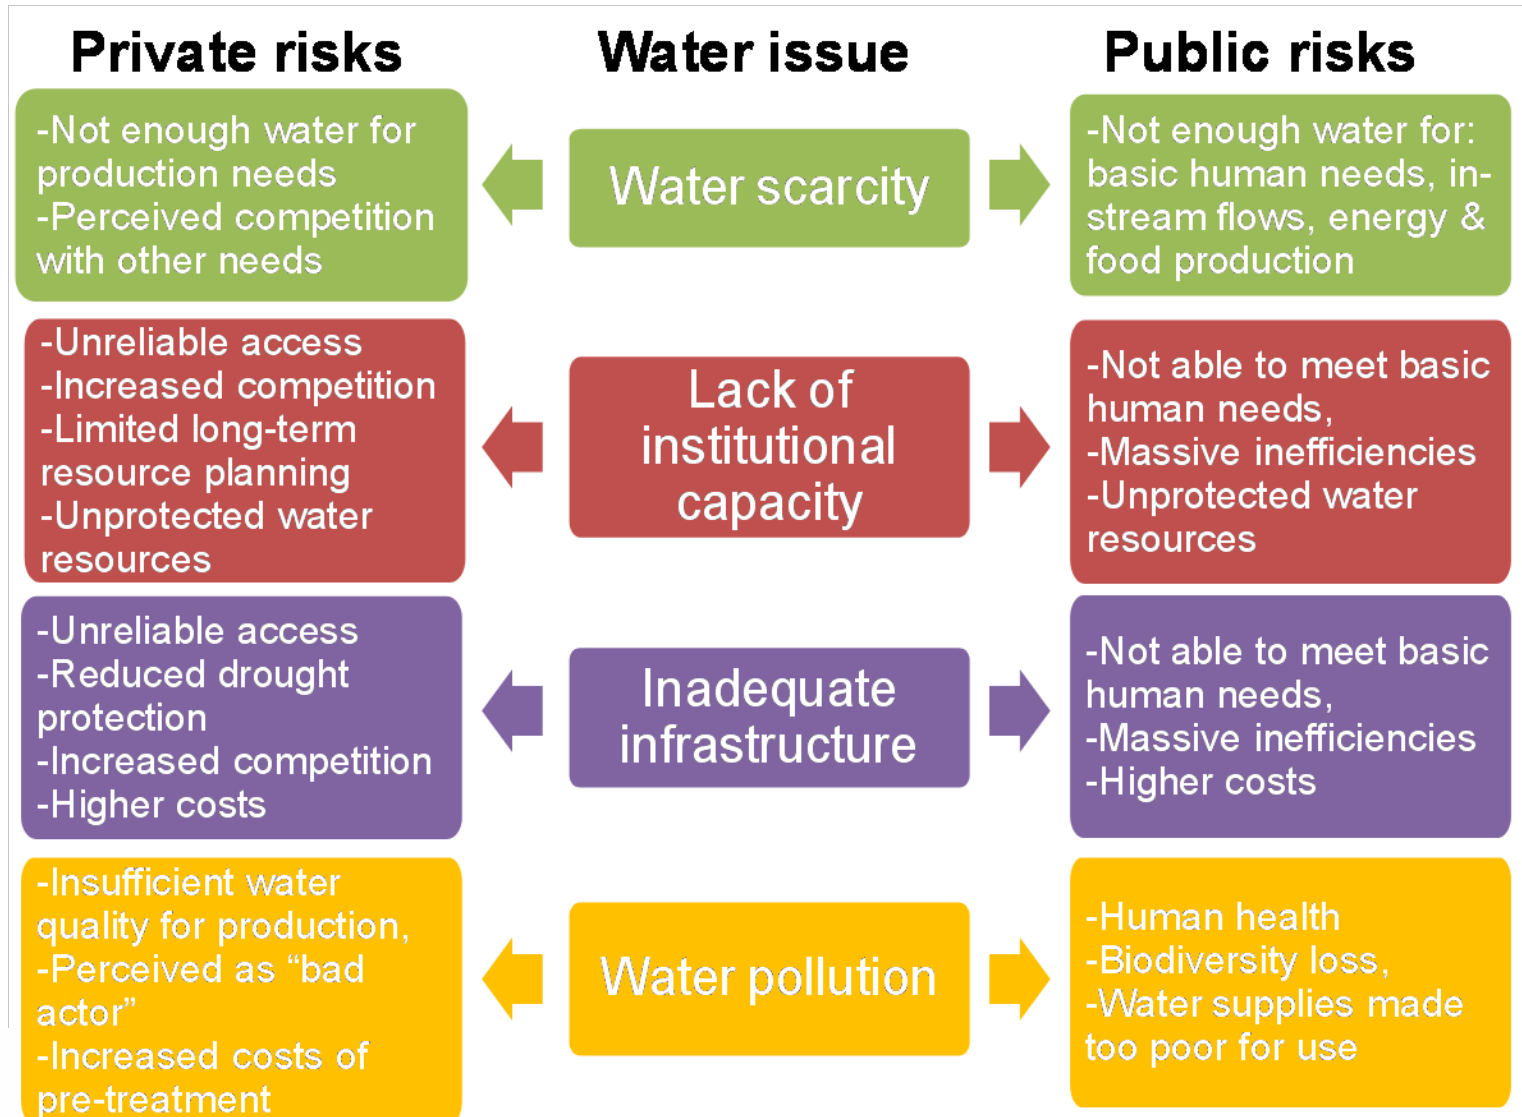 Private risks
Water issue
Public risks
-Not enough water for
production needs
-Perceived competition
with other needs
Water scarcity
-Not enough water for:
basic human needs, in-
stream flows, energy &
food production
-Unreliable access
-Increased competition
-Limited long-term
resource planning
-Unprotected water
resources
Lack of
institutional
capacity
-Not able to meet basic
human needs,
-Massive inefficiencies
-Unprotected water
resources
-Unreliable access
-Reduced drought
protection
-Increased competition
-Higher costs
Inadequate
infrastructure
-Not able to meet basic
human needs,
-Massive inefficiencies
-Higher costs
-Insufficient water
quality for production,
-Perceived as “bad
actor”
-Increased costs of
pre-treatment
Water pollution
-Human health
-Biodiversity loss,
-Water supplies made
too poor for use